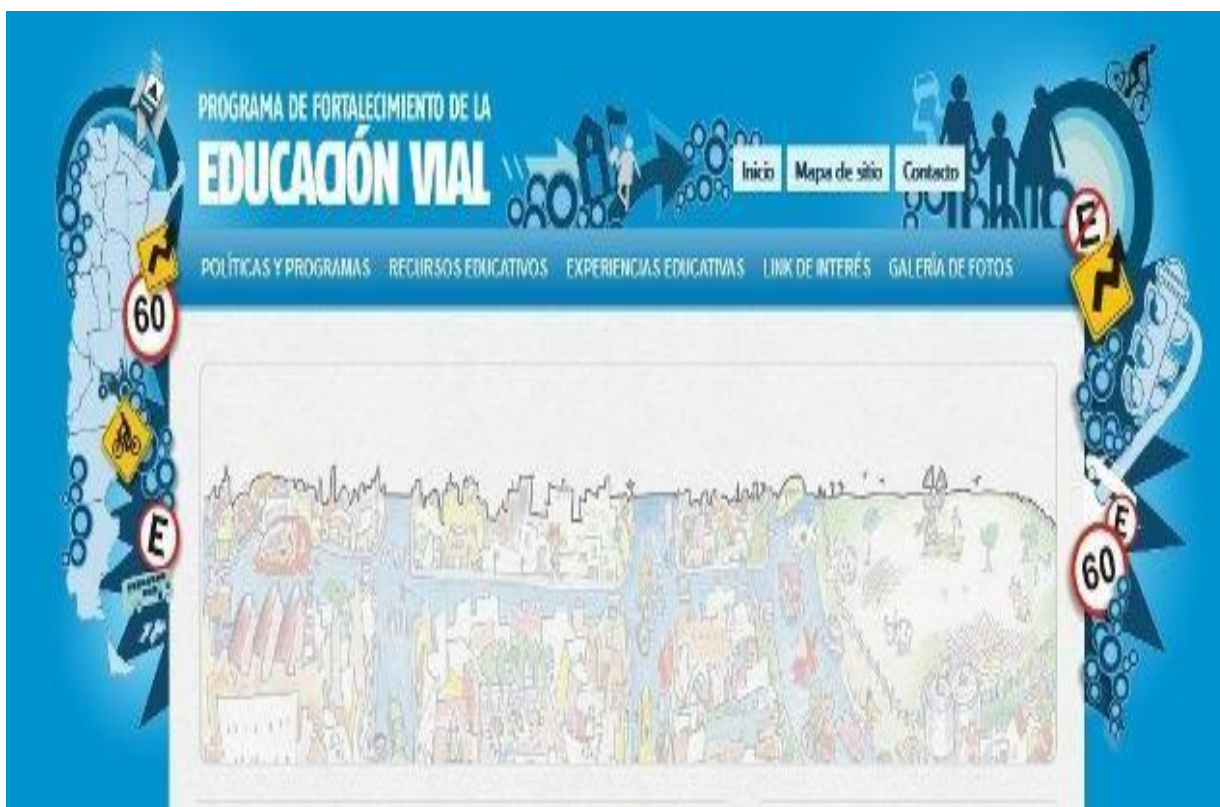 PROGRAMA DE FORTALECIMIENTO DE LA
EDUCACIÓN VIAL
Inicio Mapa de sitio Contacto
POLÍTICAS Y PROGRAMAS RECURSOS EDUCATIVOS EXPERIENCIAS EDUCATIVAS LINK DE INTERÉS GALERÍA DE FOTOS
E
60
E
E
60